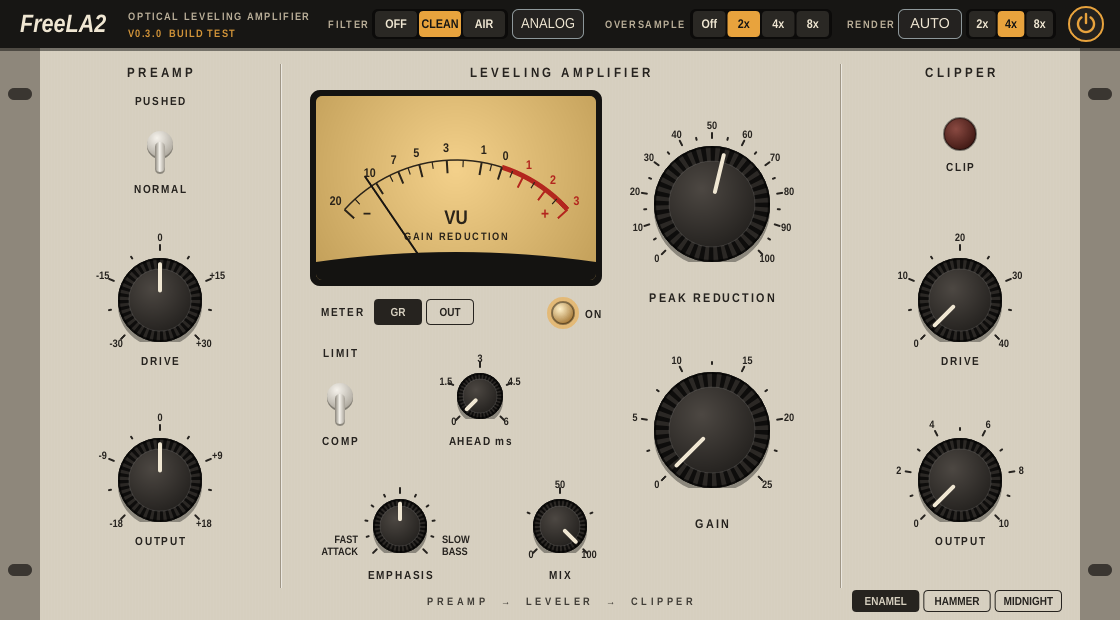 FreeLA2
OPTICAL LEVELING AMPLIFIER
V0.3.0 BUILD TEST
FILTER OFF CLEAN AIR ANALOG
OVERSAMPLE Off 2x 4x 8x
RENDER AUTO 2x 4x 8x
PREAMP
PUSHED
NORMAL
-30 -15 0 +15 +30
DRIVE
-18 -9 0 +9 +18
OUTPUT
LEVELING AMPLIFIER
20 10 7 5 3 1 0 1 2 3
− +
VU
GAIN REDUCTION
METER GR OUT
ON
LIMIT
COMP
0 1.5 3 4.5 6
AHEAD ms
FAST ATTACK
SLOW BASS
EMPHASIS
0 50 100
MIX
0 10 20 30 40 50 60 70 80 90 100
PEAK REDUCTION
0 5 10 15 20 25
GAIN
PREAMP → LEVELER → CLIPPER
CLIPPER
CLIP
0 10 20 30 40
DRIVE
0 2 4 6 8 10
OUTPUT
ENAMEL HAMMER MIDNIGHT